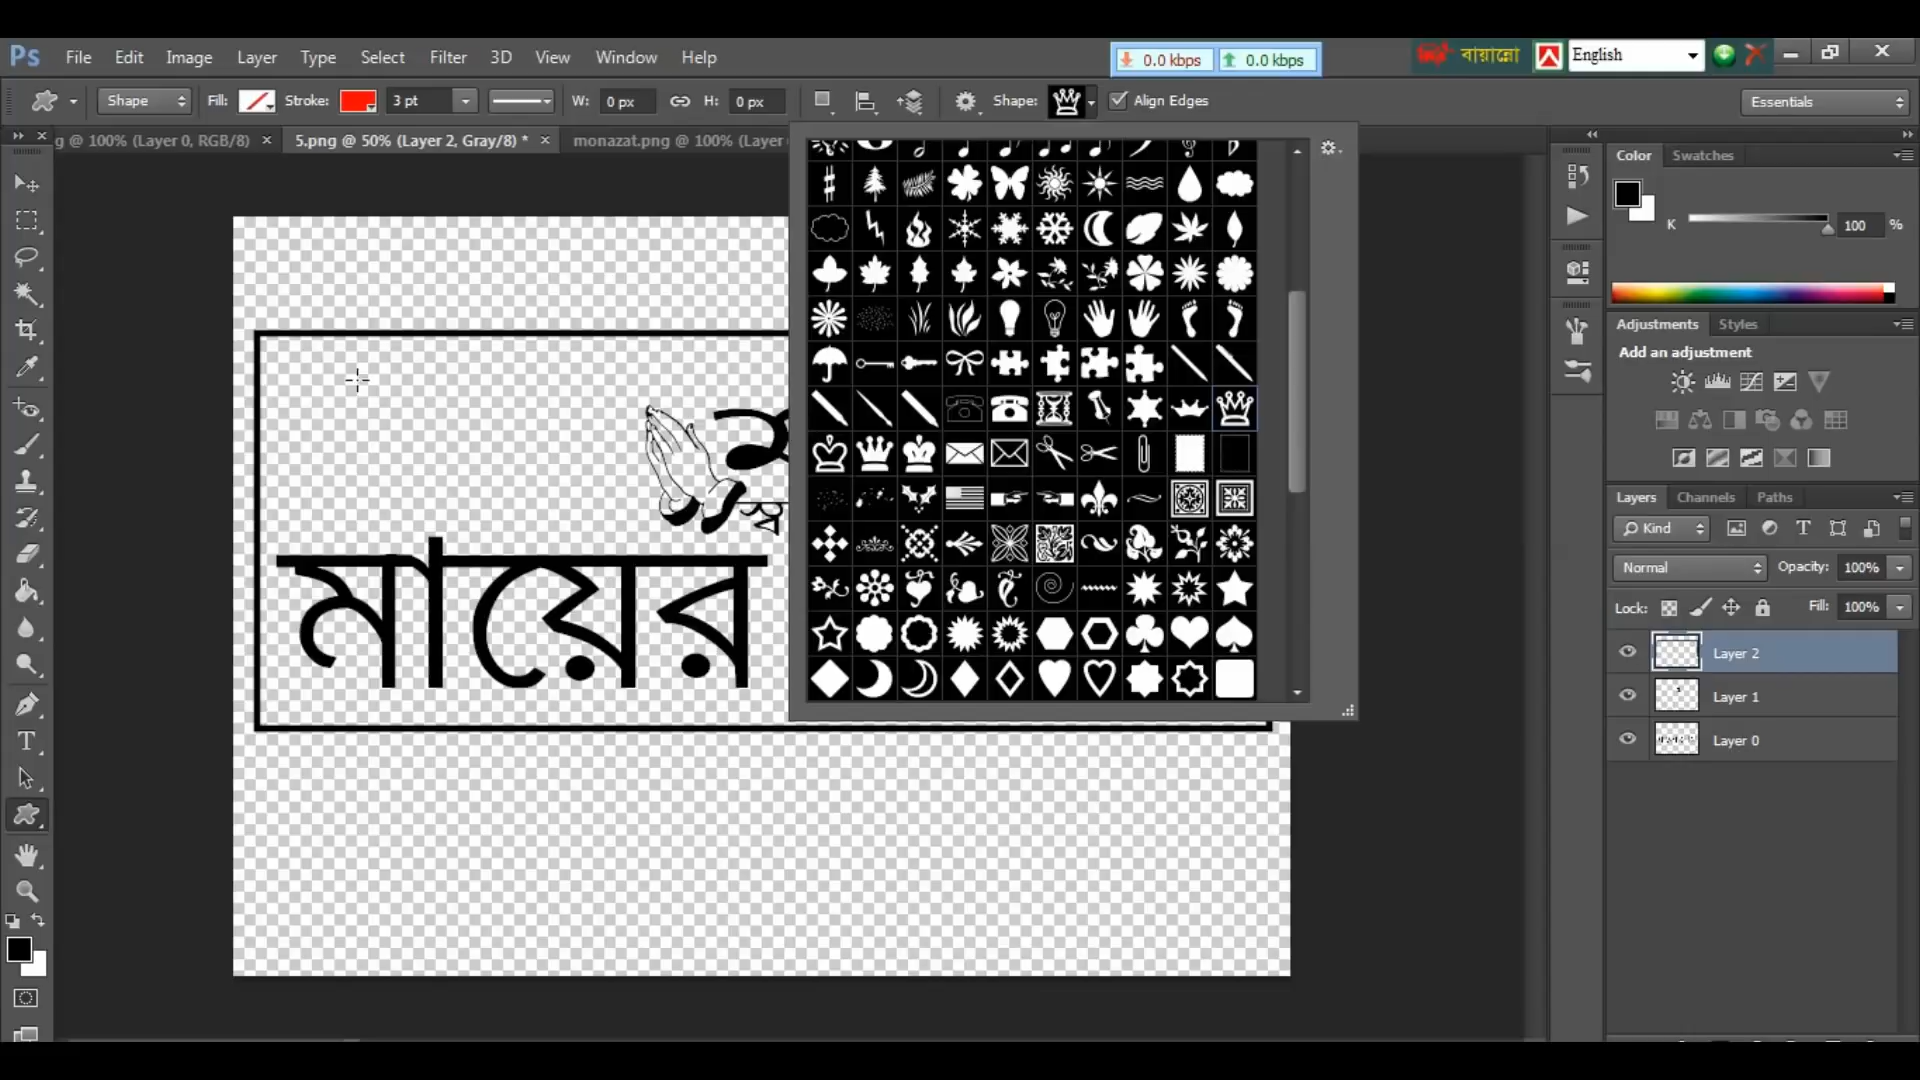 Ps File Edit Image Layer Type Select Filter 3D View Window Help
0.0 kbps 0.0 kbps
বায়ান্নো
English
Shape Fill: Stroke: 3 pt W: 0 px H: 0 px Shape: Align Edges
Essentials
g @ 100% (Layer 0, RGB/8) × 5.png @ 50% (Layer 2, Gray/8) * × monazat.png @ 100% (Layer
Color Swatches
K 100 %
Adjustments Styles
Add an adjustment
মায়ের
Layers Channels Paths
Kind
Normal Opacity: 100%
Lock: Fill: 100%
Layer 2
Layer 1
Layer 0